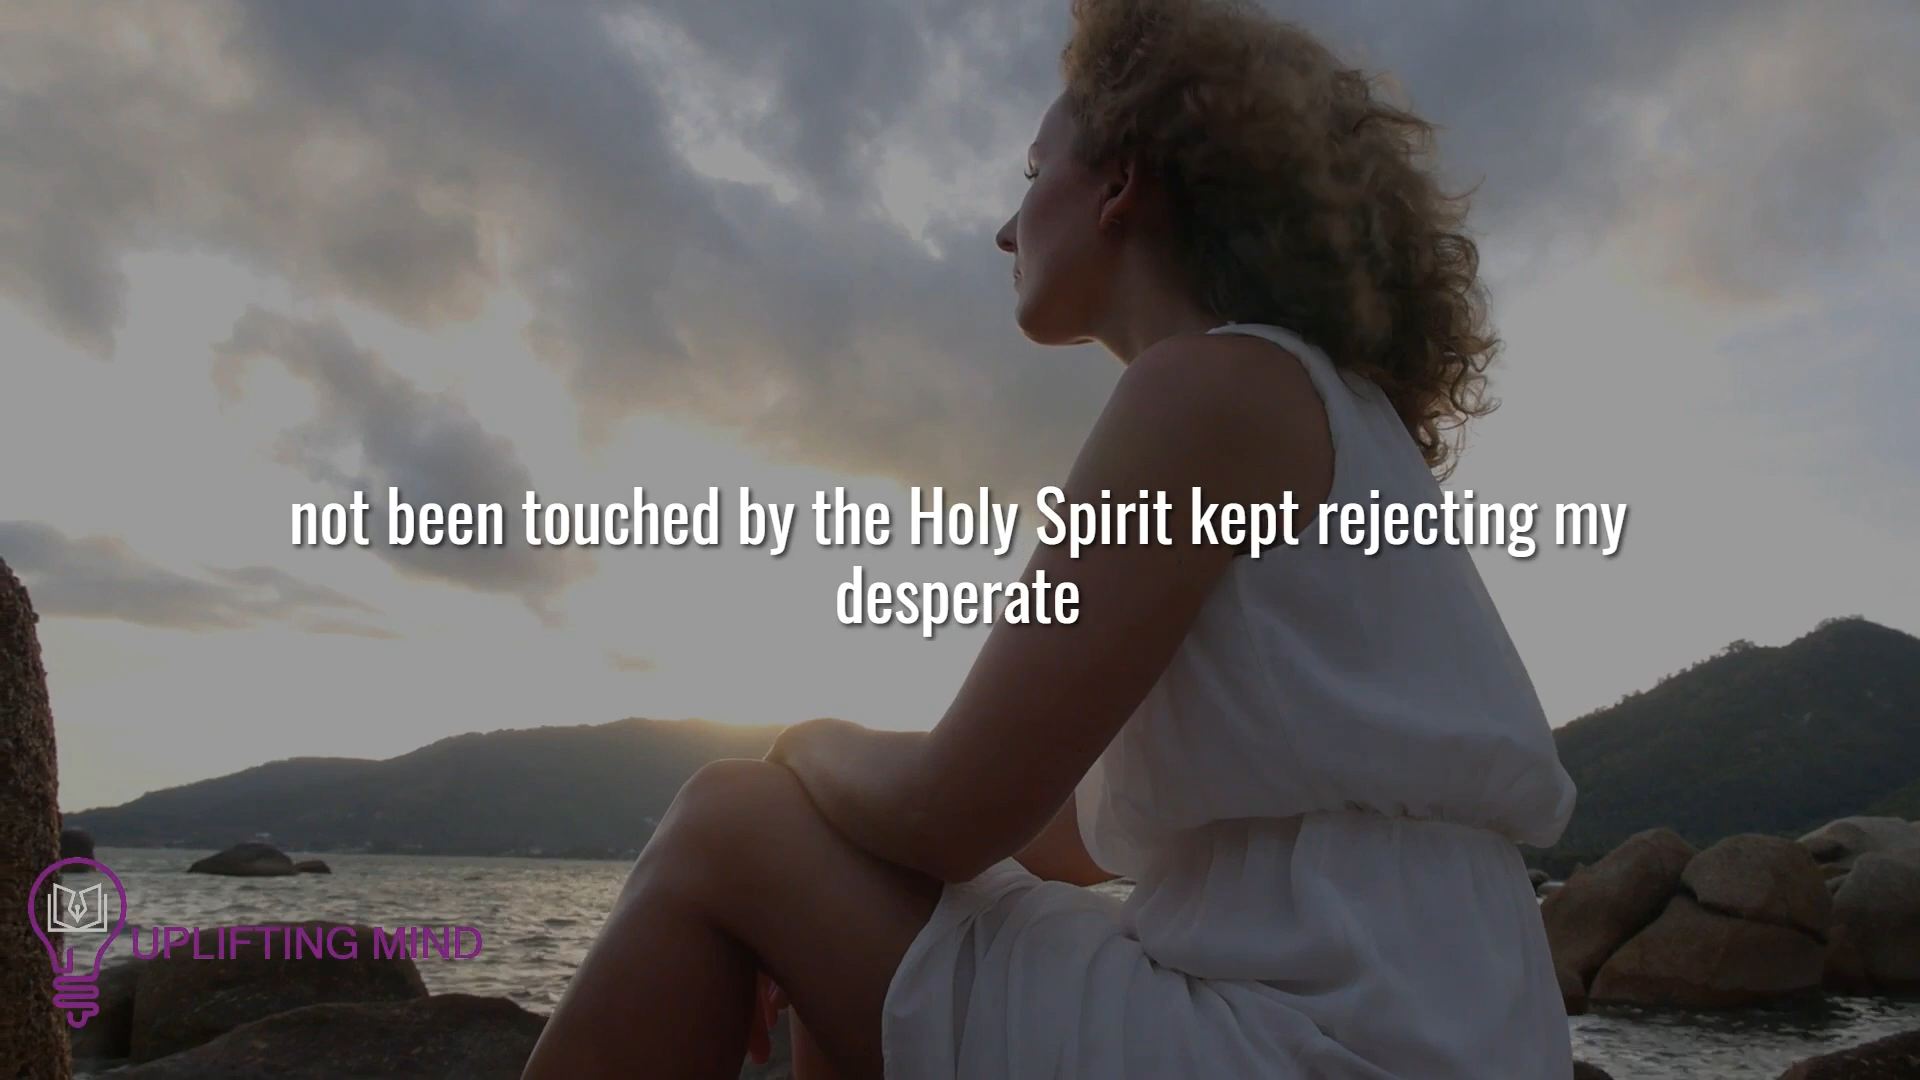 not been touched by the Holy Spirit kept rejecting my
desperate
UPLIFTING MIND